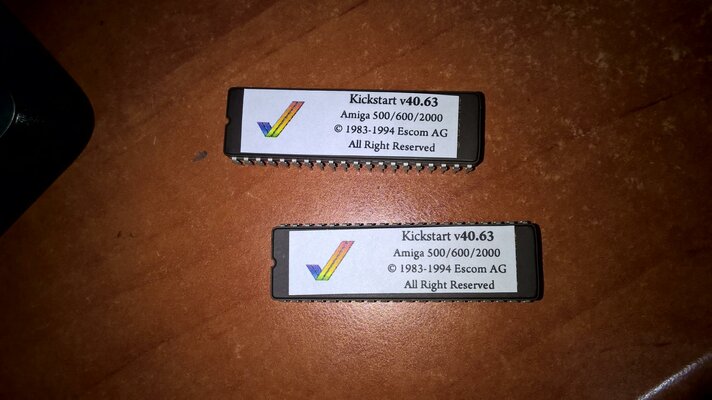 Kickstart v40.63
Amiga 500/600/2000
© 1983-1994 Escom AG
All Right Reserved
Kickstart v40.63
Amiga 500/600/2000
© 1983-1994 Escom AG
All Right Reserved